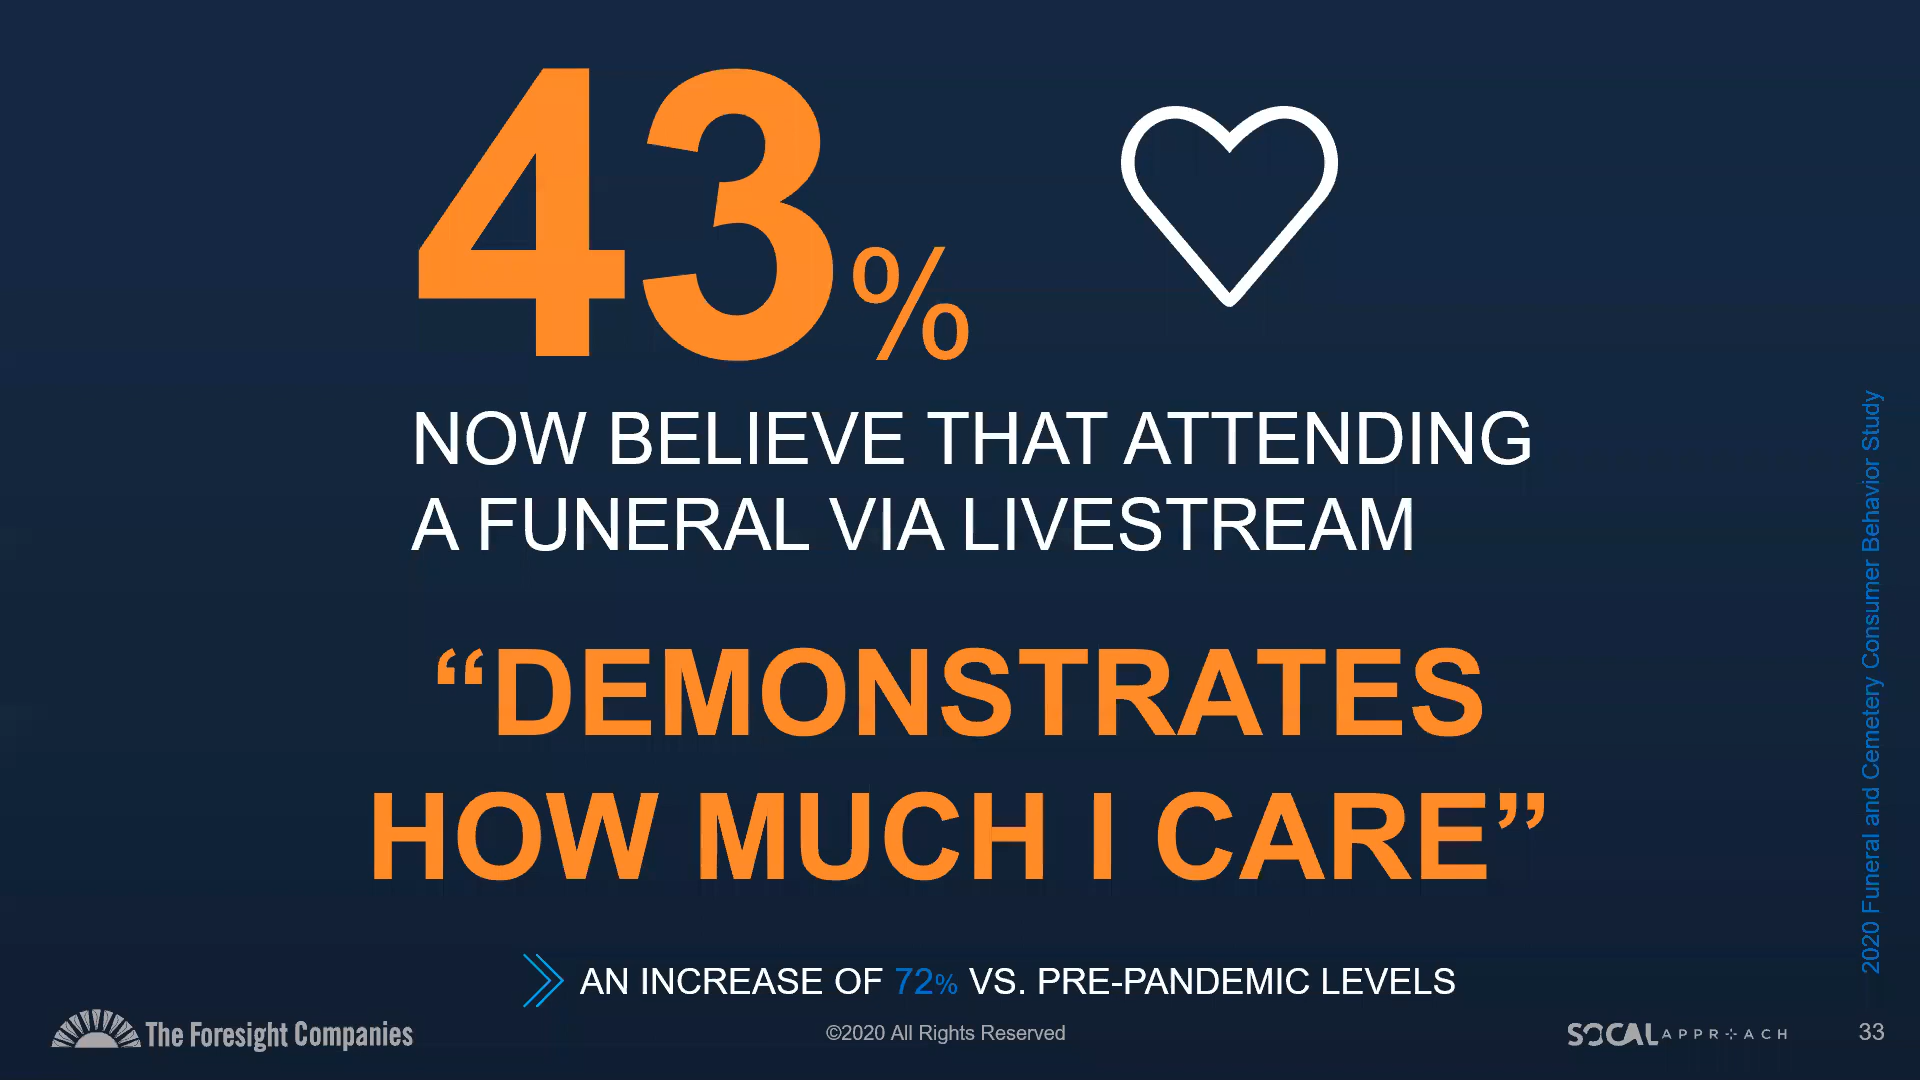 43%
NOW BELIEVE THAT ATTENDING
A FUNERAL VIA LIVESTREAM
“DEMONSTRATES
HOW MUCH I CARE”
AN INCREASE OF 72% VS. PRE-PANDEMIC LEVELS
2020 Funeral and Cemetery Consumer Behavior Study
The Foresight Companies
©2020 All Rights Reserved
SOCAL APPROACH
33